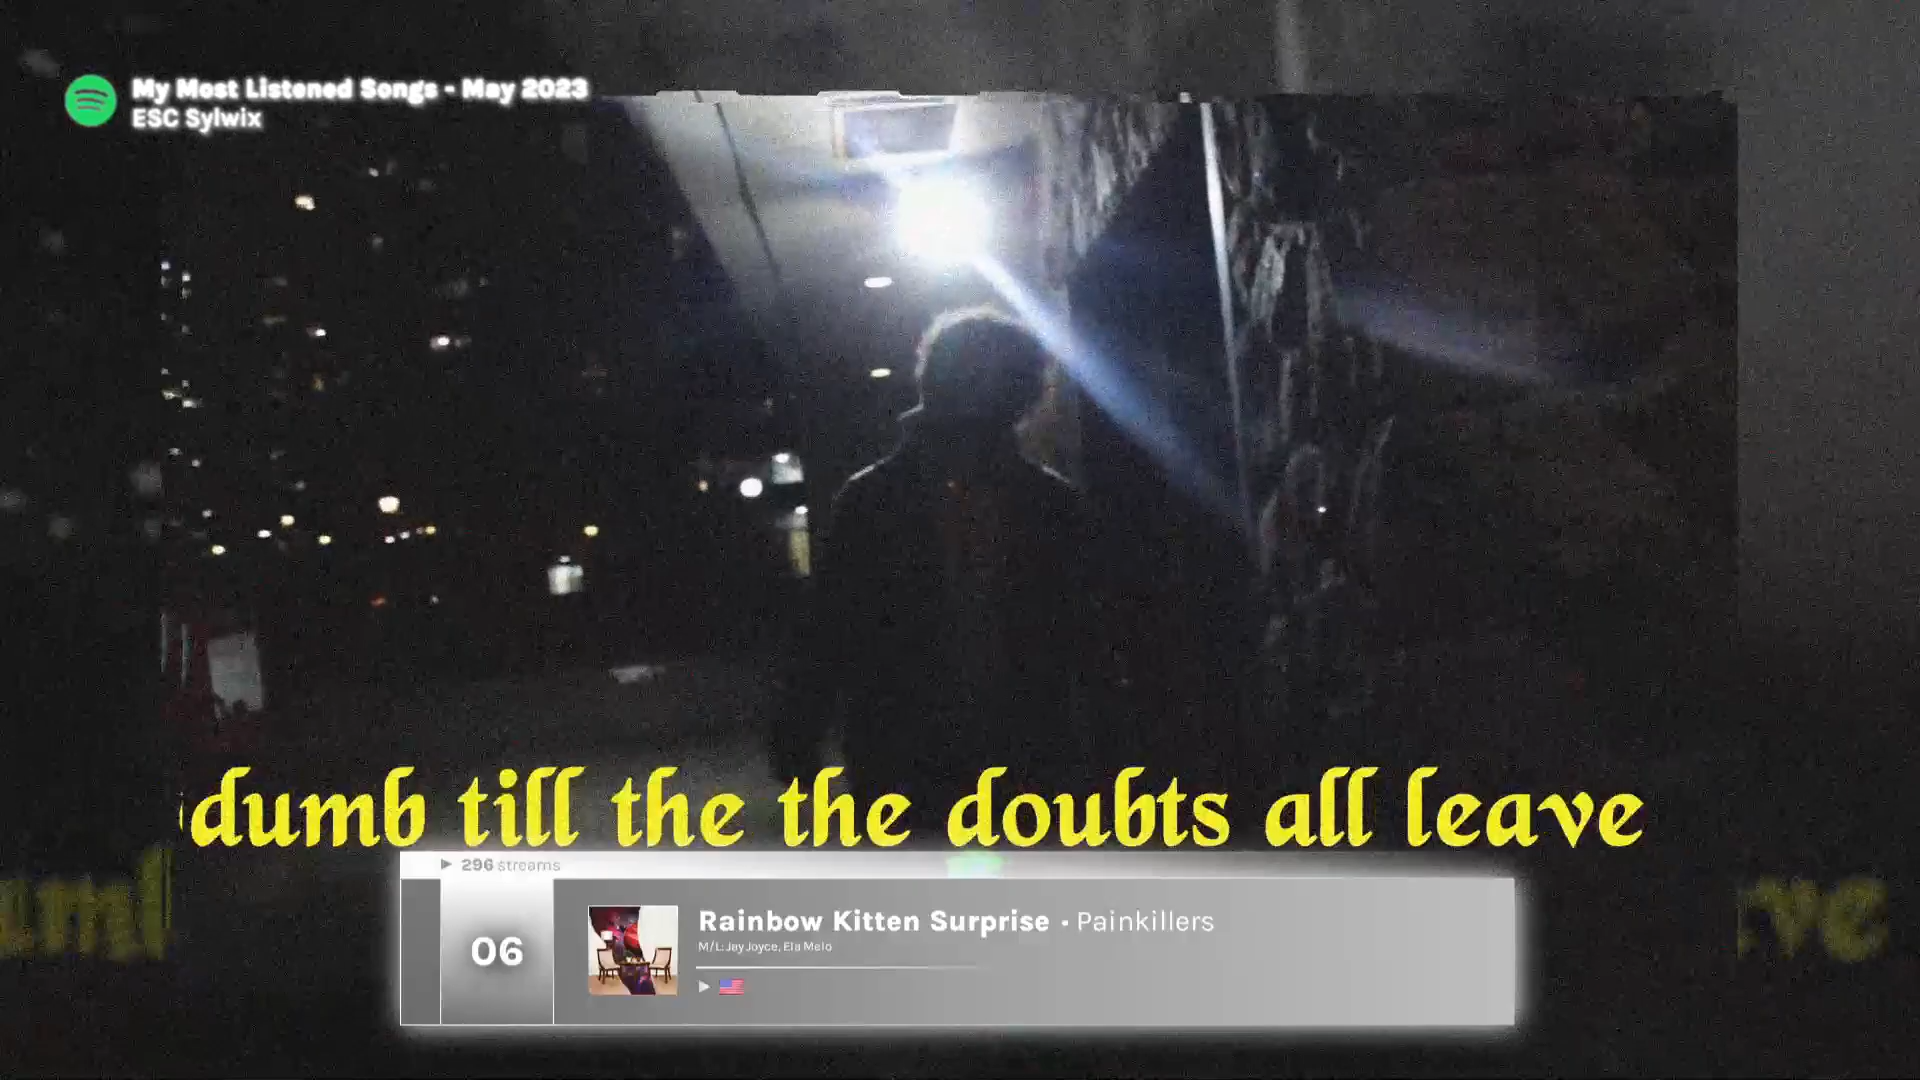 My Most Listened Songs - May 2023
ESC Sylwix
dumb till the the doubts all leave
296 streams
06
Rainbow Kitten Surprise • Painkillers
M/L: Jay Joyce, Ela Melo